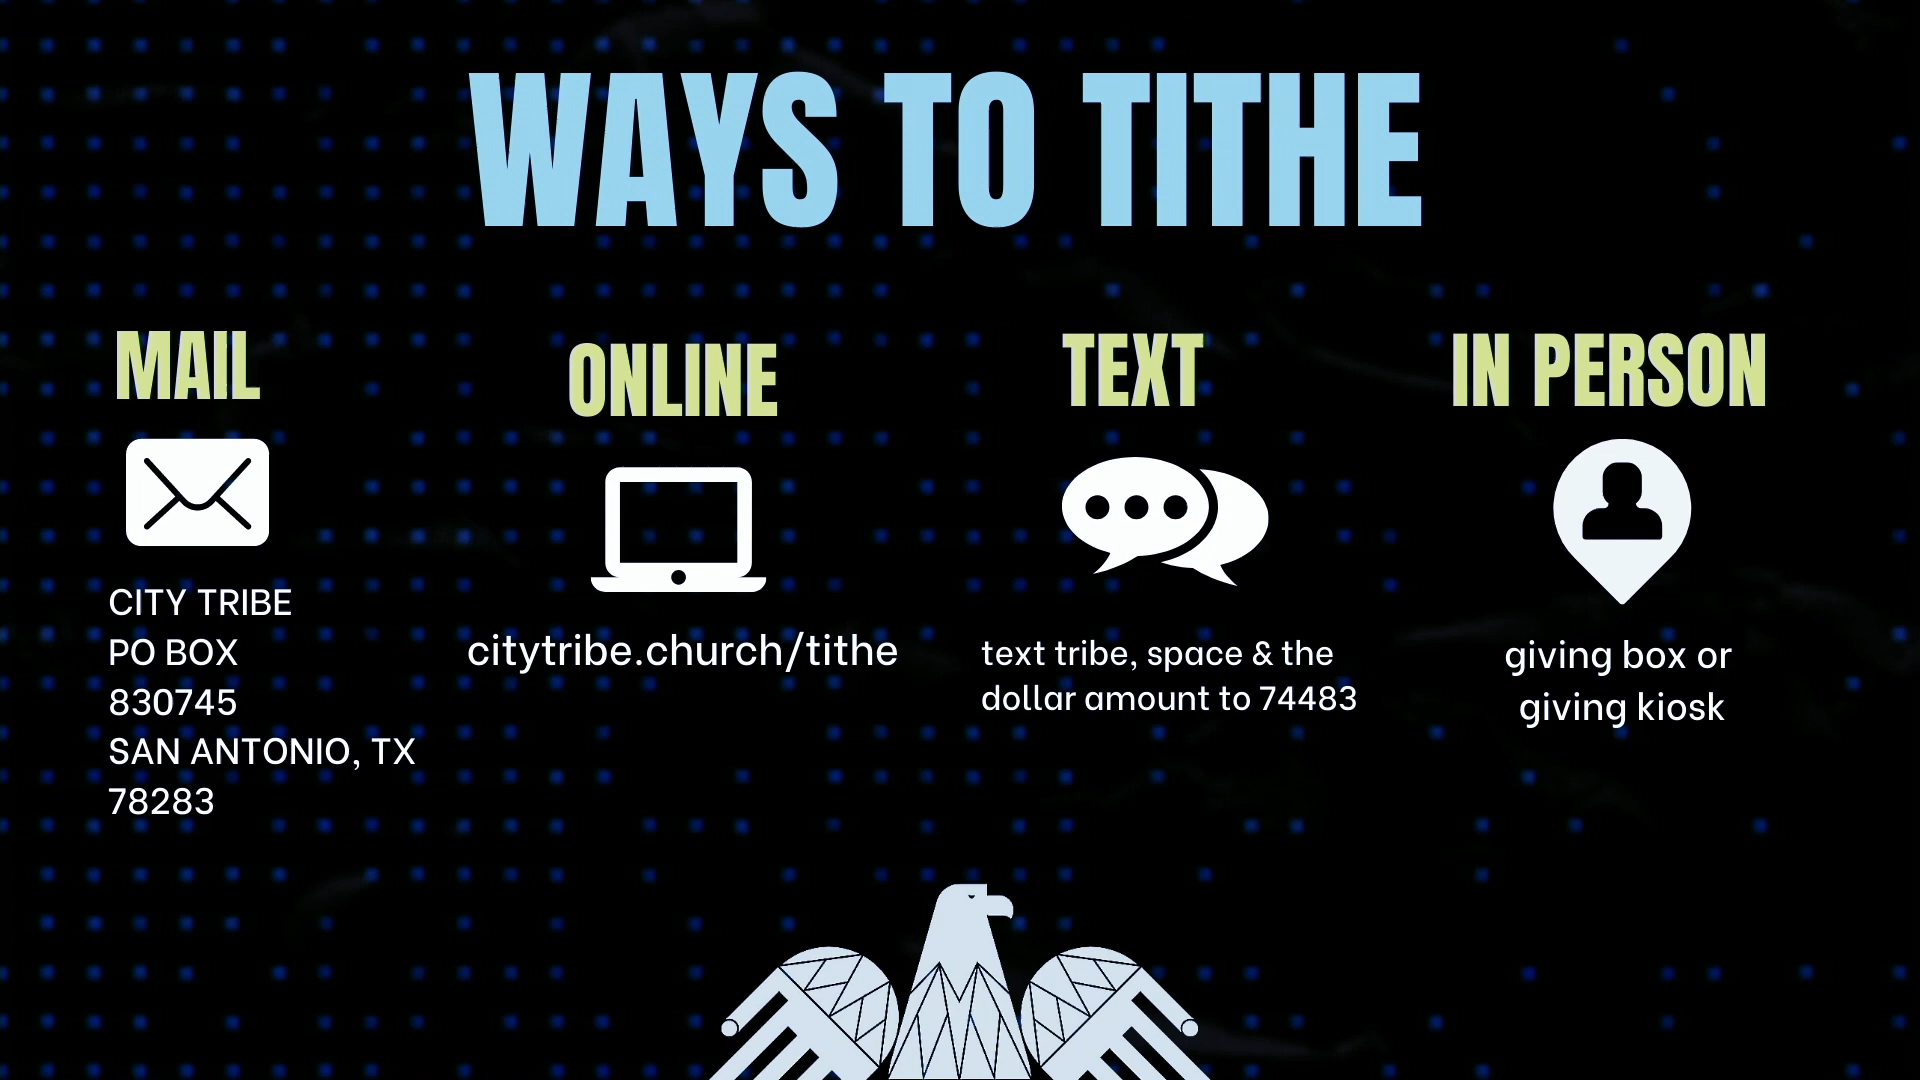 WAYS TO TITHE
MAIL
CITY TRIBE
PO BOX
830745
SAN ANTONIO, TX
78283
ONLINE
citytribe.church/tithe
TEXT
text tribe, space & the
dollar amount to 74483
IN PERSON
giving box or
giving kiosk